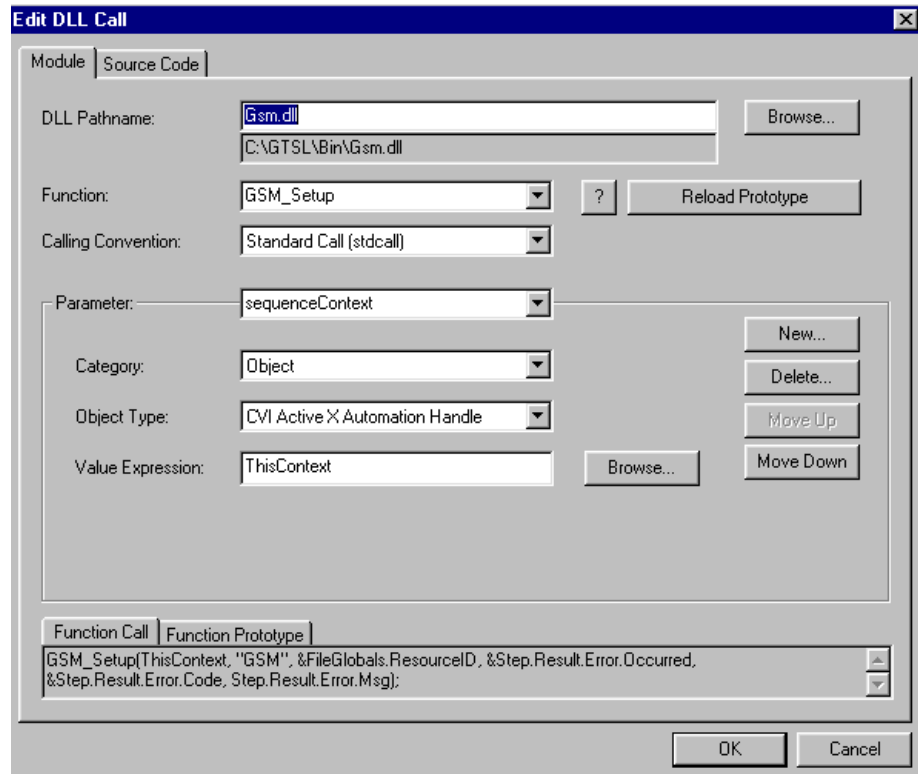 Edit DLL Call
Module Source Code
DLL Pathname: Gsm.dll Browse...
C:\GTSL\Bin\Gsm.dll
Function: GSM_Setup ? Reload Prototype
Calling Convention: Standard Call (stdcall)
Parameter: sequenceContext
New...
Category: Object
Delete...
Object Type: CVI Active X Automation Handle Move Up
Value Expression: ThisContext Browse... Move Down
Function Call Function Prototype
GSM_Setup(ThisContext, "GSM", &FileGlobals.ResourceID, &Step.Result.Error.Occurred,
&Step.Result.Error.Code, Step.Result.Error.Msg);
OK Cancel